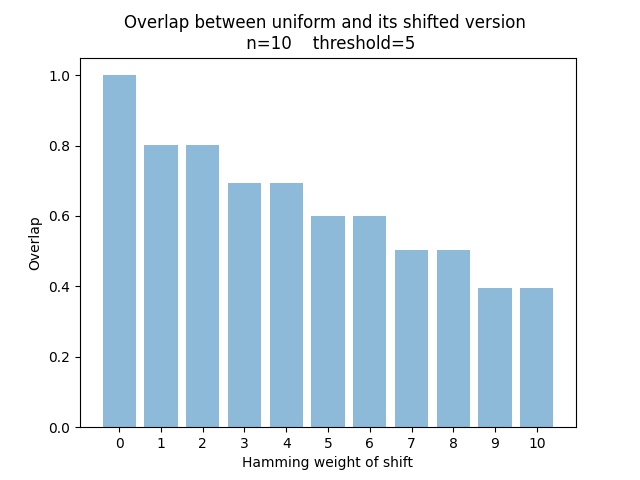 Overlap between uniform and its shifted version
n=10 threshold=5
1.0
0.8
0.6
0.4
0.2
0.0
Overlap
0 1 2 3 4 5 6 7 8 9 10
Hamming weight of shift